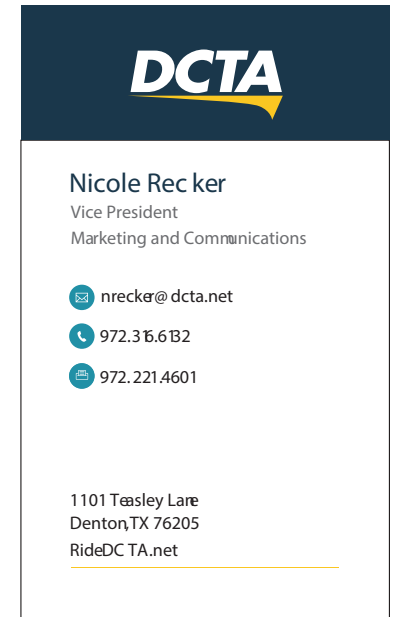 DCTA
Nicole Recker
Vice President
Marketing and Communications
nrecker@dcta.net
972.316.6132
972.221.4601
1101 Teasley Lane
Denton,TX 76205
RideDCTA.net